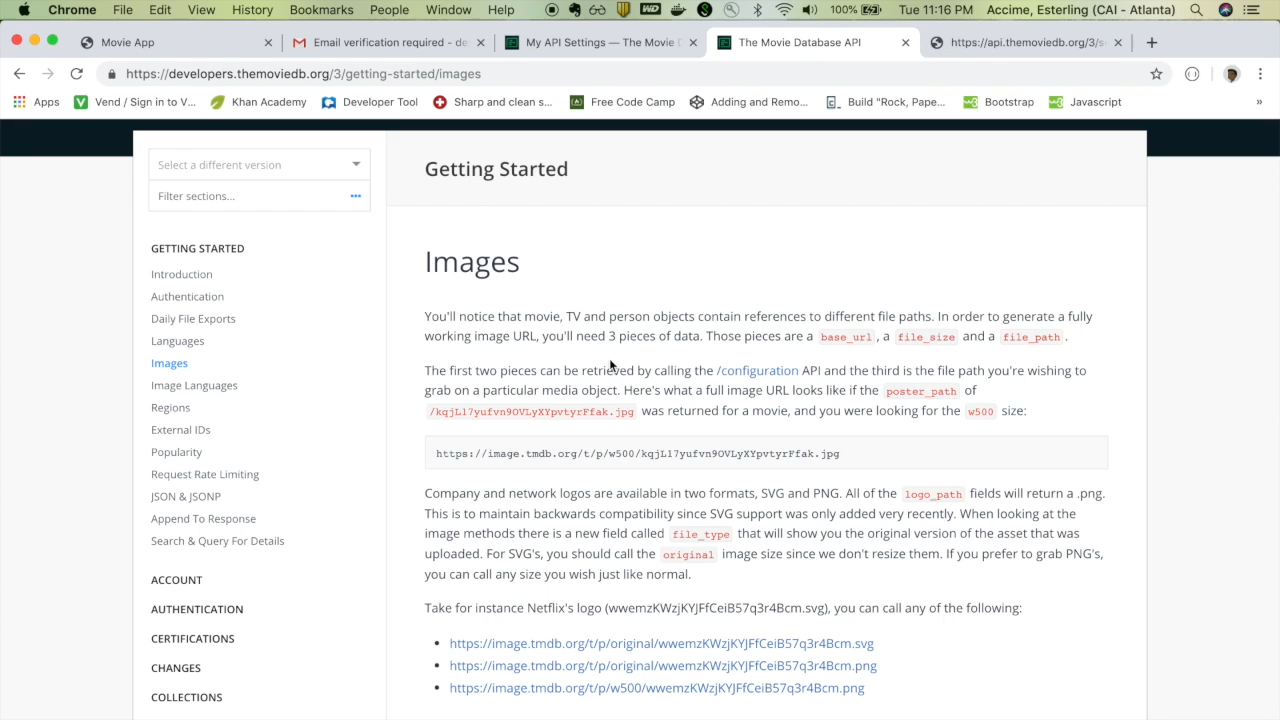 Chrome File Edit View History Bookmarks People Window Help WD S 100% Tue 11:16 PM Accime, Esterling (CAI - Atlanta)
Movie App Email verification required - de My API Settings — The Movie D The Movie Database API https://api.themoviedb.org/3/s
https://developers.themoviedb.org/3/getting-started/images
Apps Vend / Sign in to V... Khan Academy Developer Tool Sharp and clean s... Free Code Camp Adding and Remo... Build "Rock, Pape... Bootstrap Javascript »
Select a different version
Filter sections...
GETTING STARTED
Introduction
Authentication
Daily File Exports
Languages
Images
Image Languages
Regions
External IDs
Popularity
Request Rate Limiting
JSON & JSONP
Append To Response
Search & Query For Details
ACCOUNT
AUTHENTICATION
CERTIFICATIONS
CHANGES
COLLECTIONS
Getting Started
Images
You'll notice that movie, TV and person objects contain references to different file paths. In order to generate a fully
working image URL, you'll need 3 pieces of data. Those pieces are a base_url , a file_size and a file_path .
The first two pieces can be retrieved by calling the /configuration API and the third is the file path you're wishing to
grab on a particular media object. Here's what a full image URL looks like if the poster_path of
/kqjL17yufvn9OVLyXYpvtyrFfak.jpg was returned for a movie, and you were looking for the w500 size:
https://image.tmdb.org/t/p/w500/kqjL17yufvn9OVLyXYpvtyrFfak.jpg
Company and network logos are available in two formats, SVG and PNG. All of the logo_path fields will return a .png.
This is to maintain backwards compatibility since SVG support was only added very recently. When looking at the
image methods there is a new field called file_type that will show you the original version of the asset that was
uploaded. For SVG's, you should call the original image size since we don't resize them. If you prefer to grab PNG's,
you can call any size you wish just like normal.
Take for instance Netflix's logo (wwemzKWzjKYJFfCeiB57q3r4Bcm.svg), you can call any of the following:
https://image.tmdb.org/t/p/original/wwemzKWzjKYJFfCeiB57q3r4Bcm.svg
https://image.tmdb.org/t/p/original/wwemzKWzjKYJFfCeiB57q3r4Bcm.png
https://image.tmdb.org/t/p/w500/wwemzKWzjKYJFfCeiB57q3r4Bcm.png